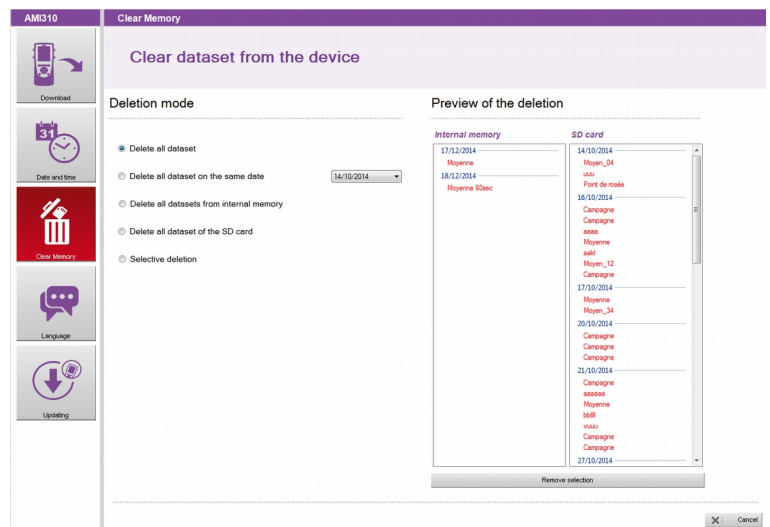 AMI310
Clear Memory
Clear dataset from the device
Download
31
Date and time
Clear Memory
Language
Updating
Deletion mode
Delete all dataset
Delete all dataset on the same date
14/10/2014
Delete all datasets from internal memory
Delete all dataset of the SD card
Selective deletion
Preview of the deletion
Internal memory
17/12/2014
Moyenne
18/12/2014
Moyenne 60sec
SD card
14/10/2014
Moyen_04
uuu
Point de rosée
16/10/2014
Campagne
Campagne
aaaa
Moyenne
aakl
Moyen_12
Campagne
17/10/2014
Moyenne
Moyen_34
20/10/2014
Campagne
Campagne
Campagne
21/10/2014
Campagne
aaaaaa
Moyenne
vuuu
Campagne
Campagne
27/10/2014
Remove selection
Cancel